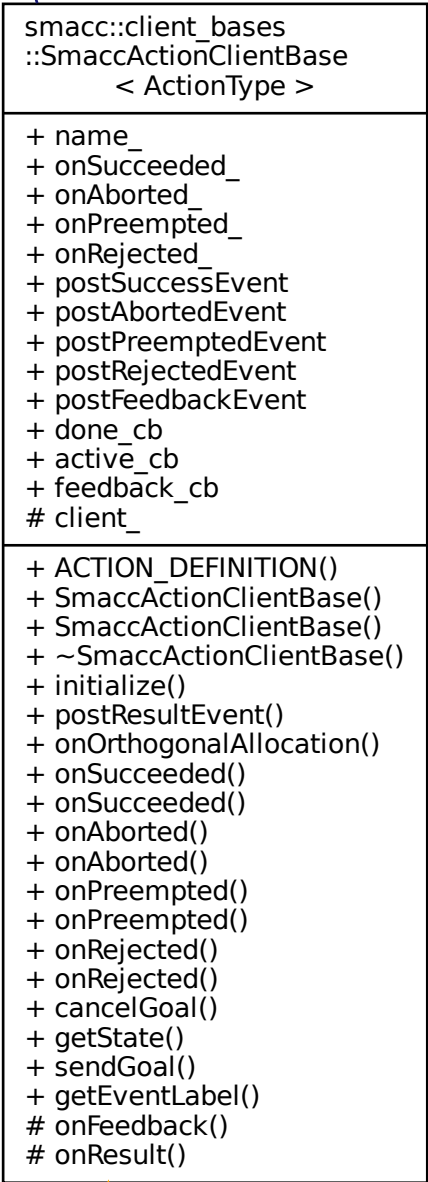 smacc::client_bases
::SmaccActionClientBase
< ActionType >
+ name_
+ onSucceeded_
+ onAborted_
+ onPreempted_
+ onRejected_
+ postSuccessEvent
+ postAbortedEvent
+ postPreemptedEvent
+ postRejectedEvent
+ postFeedbackEvent
+ done_cb
+ active_cb
+ feedback_cb
# client_
+ ACTION_DEFINITION()
+ SmaccActionClientBase()
+ SmaccActionClientBase()
+ ~SmaccActionClientBase()
+ initialize()
+ postResultEvent()
+ onOrthogonalAllocation()
+ onSucceeded()
+ onSucceeded()
+ onAborted()
+ onAborted()
+ onPreempted()
+ onPreempted()
+ onRejected()
+ onRejected()
+ cancelGoal()
+ getState()
+ sendGoal()
+ getEventLabel()
# onFeedback()
# onResult()